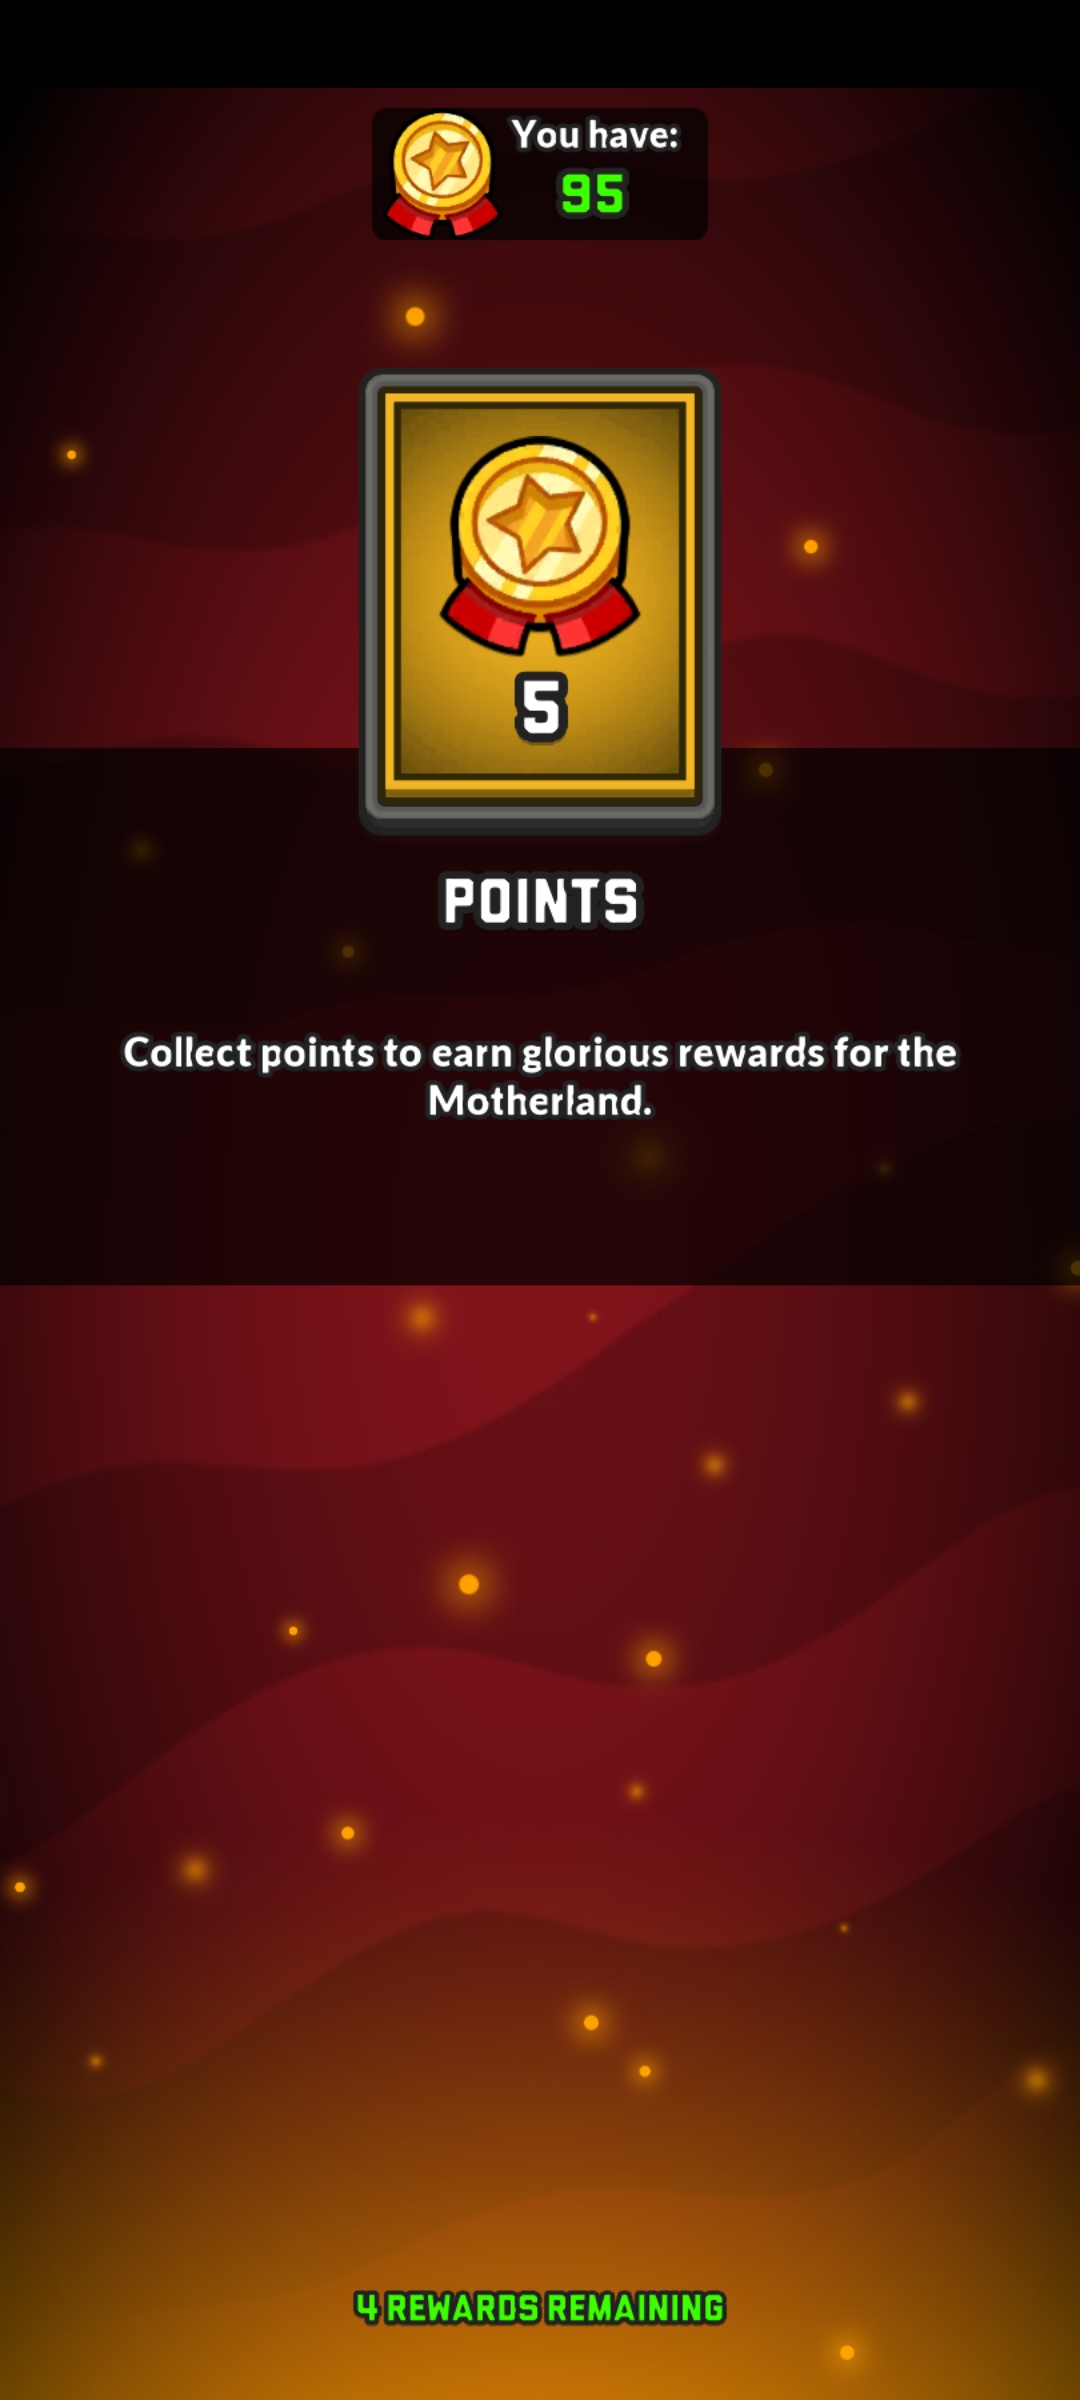 You have:
95
5
POINTS
Collect points to earn glorious rewards for the
Motherland.
4 REWARDS REMAINING